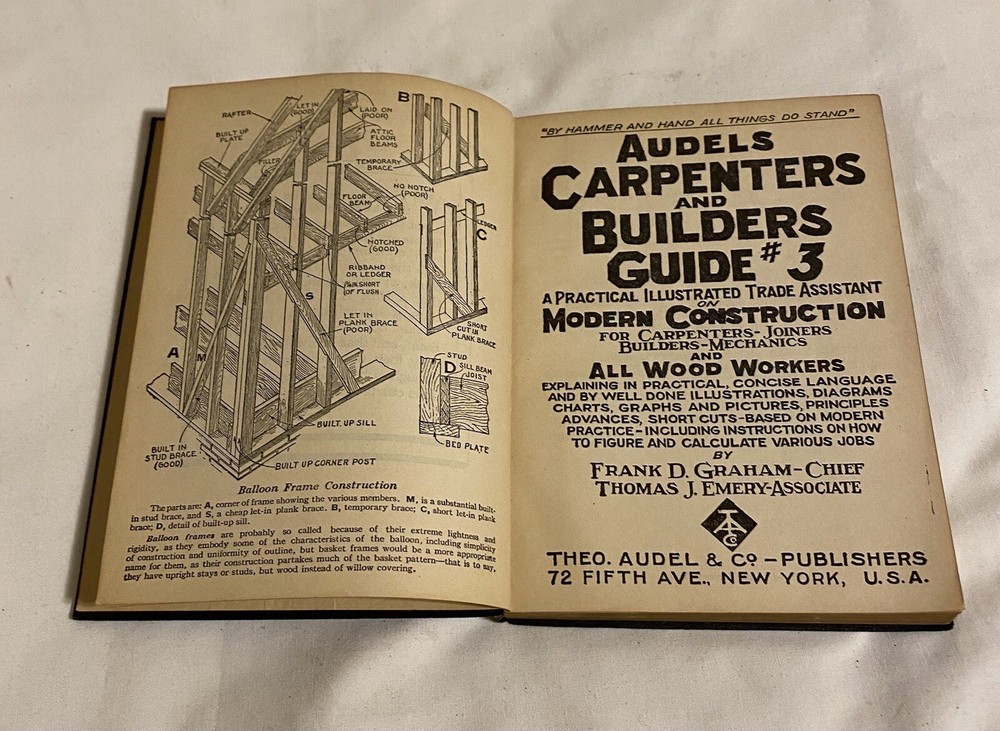 RAFTER
LET IN
(GOOD)
LAID ON
(POOR)
BUILT UP
PLATE
ATTIC
FLOOR
BEAMS
FILLER
B
TEMPORARY
BRACE
FLOOR
BEAM
NO NOTCH
(POOR)
NOTCHED
(GOOD)
RIBBAND
OR LEDGER
SHORT
OF FLUSH
S
LEDGER
C
LET IN
PLANK BRACE
(POOR)
SHORT
CUT IN
PLANK BRACE
A
M
STUD
D
SILL BEAM
JOIST
BED PLATE
BUILT UP SILL
BUILT IN
STUD BRACE
(GOOD)
BUILT UP CORNER POST
Balloon Frame Construction
The parts are: A, corner of frame showing the various members. M, is a substantial built-
in stud brace, and S, a cheap let-in plank brace. B, temporary brace; C, short let-in plank
brace; D, detail of built-up sill.
Balloon frames are probably so called because of their extreme lightness and
rigidity, as they embody some of the characteristics of the balloon, including simplicity
of construction and uniformity of outline, but basket frames would be a more appropriate
name for them, as their construction partakes much of the basket pattern—that is to say,
they have upright stays or studs, but wood instead of willow covering.
"BY HAMMER AND HAND ALL THINGS DO STAND"
AUDELS
CARPENTERS
AND
BUILDERS
GUIDE #3
A PRACTICAL ILLUSTRATED TRADE ASSISTANT
ON
MODERN CONSTRUCTION
FOR CARPENTERS-JOINERS
BUILDERS-MECHANICS
AND
ALL WOOD WORKERS
EXPLAINING IN PRACTICAL, CONCISE LANGUAGE
AND BY WELL DONE ILLUSTRATIONS, DIAGRAMS
CHARTS, GRAPHS AND PICTURES, PRINCIPLES
ADVANCES, SHORT CUTS-BASED ON MODERN
PRACTICE-INCLUDING INSTRUCTIONS ON HOW
TO FIGURE AND CALCULATE VARIOUS JOBS
BY
FRANK D. GRAHAM-CHIEF
THOMAS J. EMERY-ASSOCIATE
THEO. AUDEL & CO-PUBLISHERS
72 FIFTH AVE., NEW YORK, U.S.A.